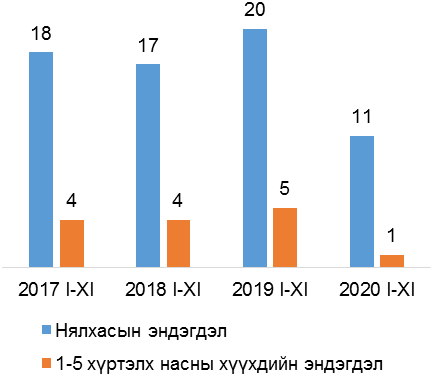 18
4
17
4
20
5
11
1
2017 I-XI
2018 I-XI
2019 I-XI
2020 I-XI
Нялхасын эндэгдэл
1-5 хүртэлх насны хүүхдийн эндэгдэл